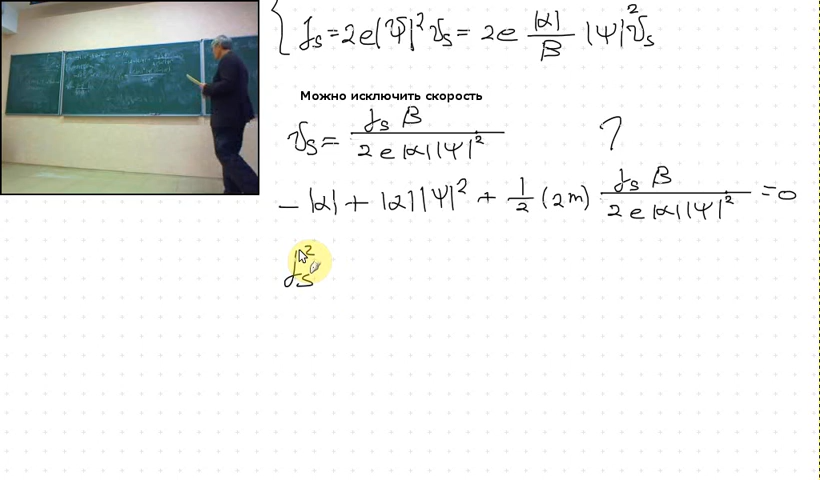 { js = 2e|Ψ̃|² vs = 2e |α|/β |Ψ|² vs
Можно исключить скорость
vs = js β / 2e|α||Ψ|² ?
- |α| + |α||Ψ|² + 1/2 (2m) js β / 2e|α||Ψ|² = 0
js²